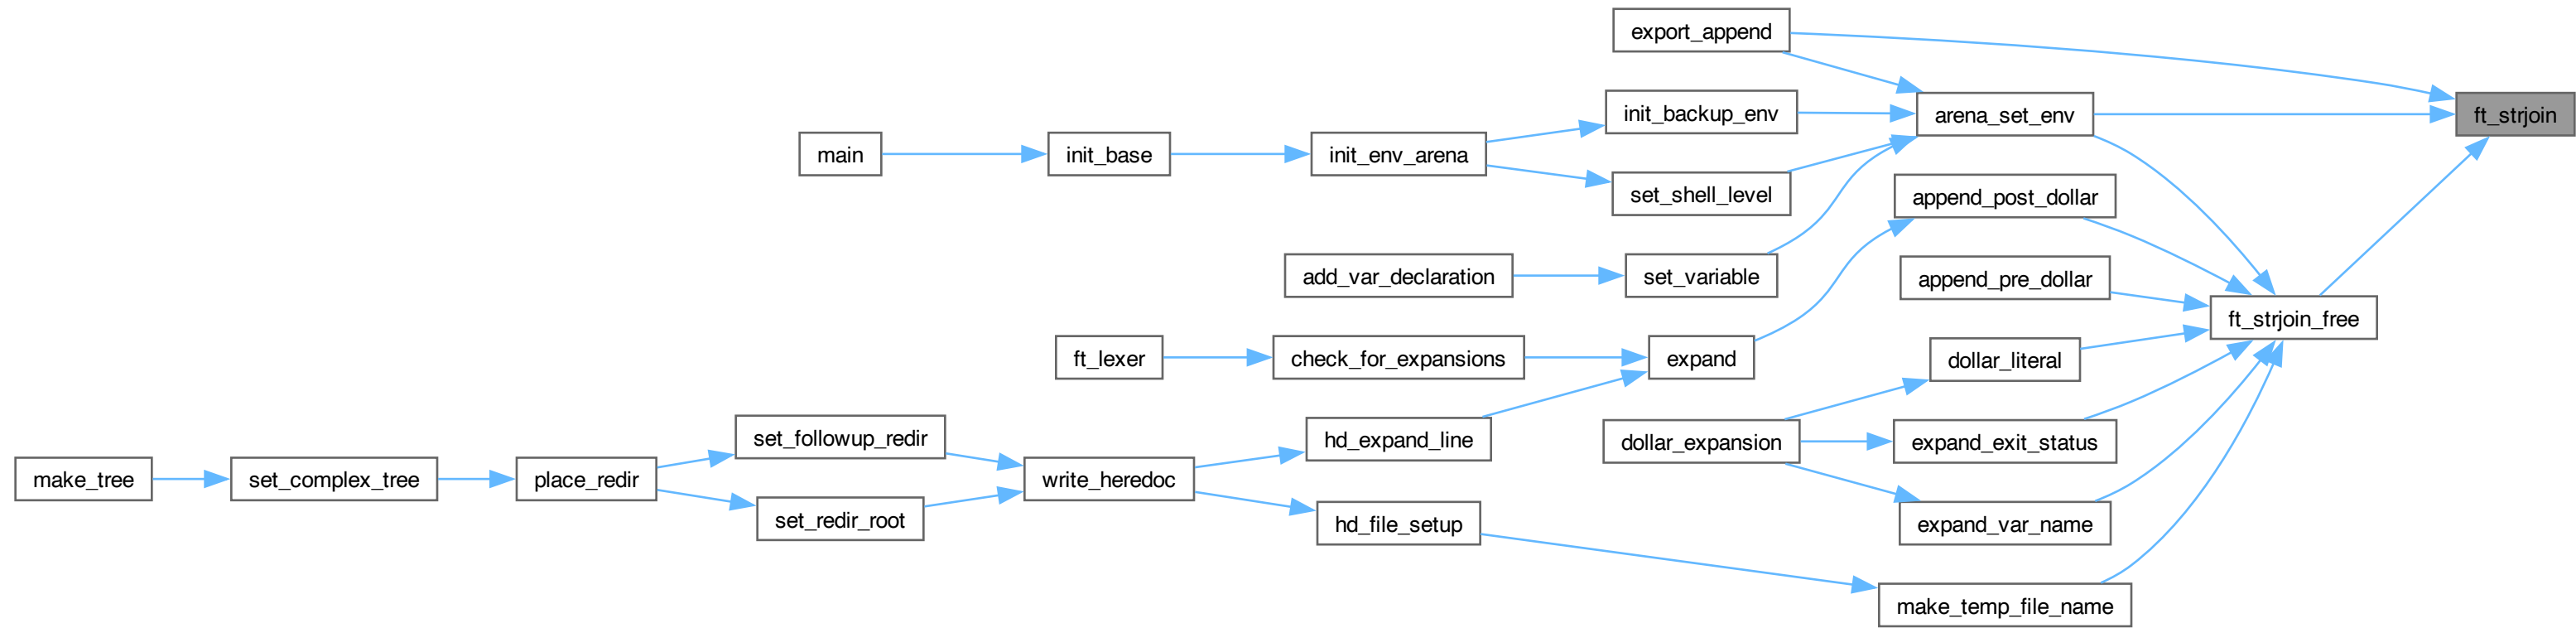 export_append
init_backup_env
arena_set_env
ft_strjoin
main
init_base
init_env_arena
set_shell_level
append_post_dollar
add_var_declaration
set_variable
append_pre_dollar
ft_strjoin_free
ft_lexer
check_for_expansions
expand
dollar_literal
set_followup_redir
hd_expand_line
dollar_expansion
expand_exit_status
make_tree
set_complex_tree
place_redir
write_heredoc
set_redir_root
hd_file_setup
expand_var_name
make_temp_file_name